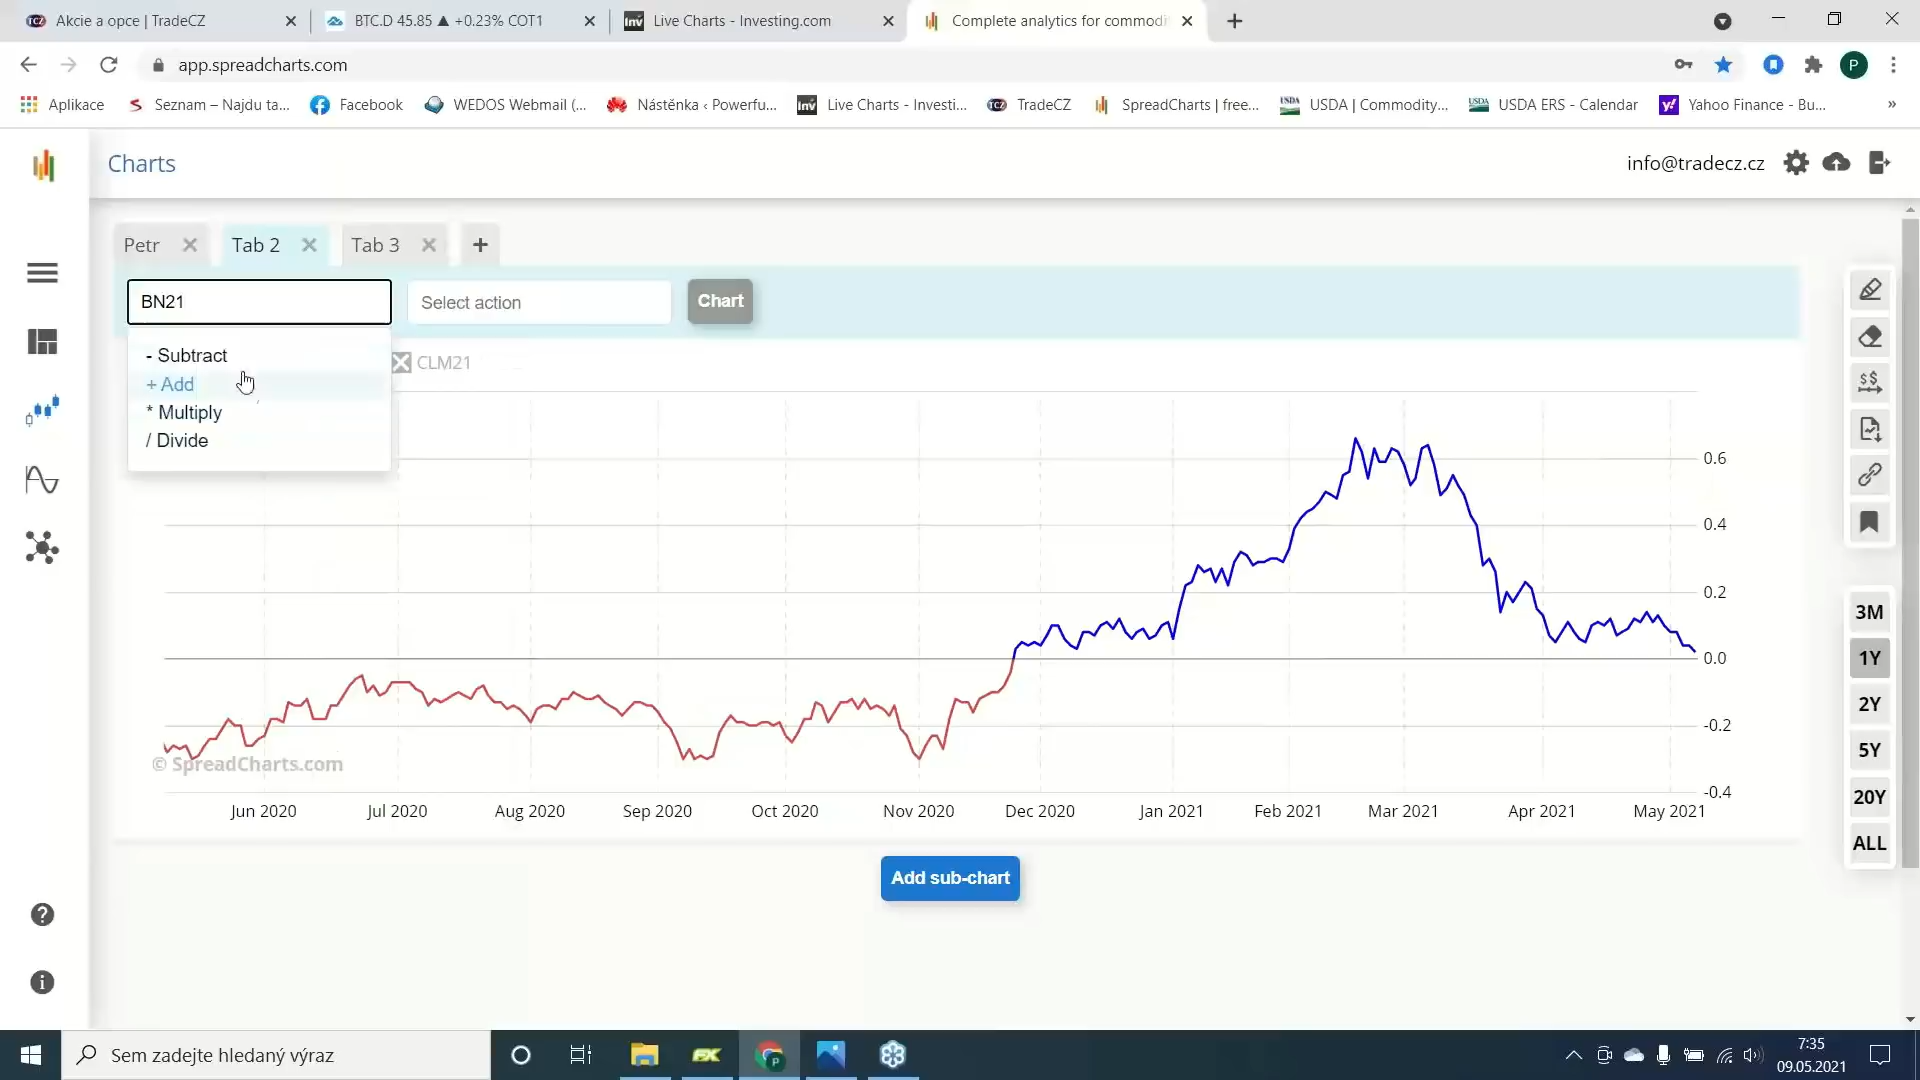 Akcie a opce | TradeCZ
BTC.D 45.85 ▲ +0.23% COT1
Live Charts - Investing.com
Complete analytics for commodi
app.spreadcharts.com
P
Aplikace
Seznam – Najdu ta...
Facebook
WEDOS Webmail (...
Nástěnka ‹ Powerfu...
Live Charts - Investi...
TradeCZ
SpreadCharts | free...
USDA | Commodity...
USDA ERS - Calendar
Yahoo Finance - Bu...
»
Charts
info@tradecz.cz
Petr
Tab 2
Tab 3
+
BN21
Select action
Chart
- Subtract
+ Add
* Multiply
/ Divide
CLM21
0.6
0.4
0.2
0.0
-0.2
-0.4
© SpreadCharts.com
Jun 2020
Jul 2020
Aug 2020
Sep 2020
Oct 2020
Nov 2020
Dec 2020
Jan 2021
Feb 2021
Mar 2021
Apr 2021
May 2021
Add sub-chart
3M
1Y
2Y
5Y
20Y
ALL
Sem zadejte hledaný výraz
7:35
09.05.2021